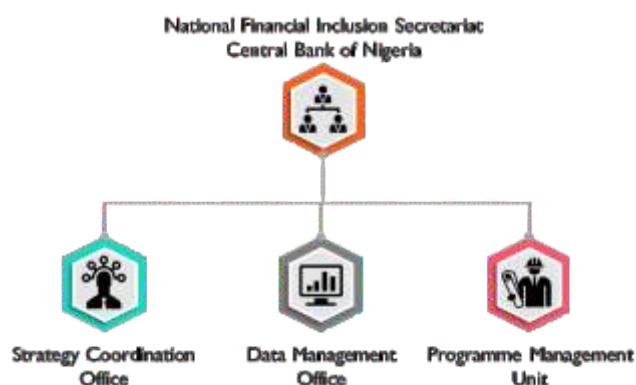 National Financial Inclusion Secretariat
Central Bank of Nigeria
Strategy Coordination
Office
Data Management
Office
Programme Management
Unit